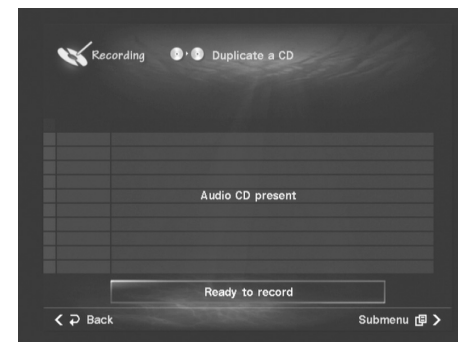 Recording Duplicate a CD
Audio CD present
Ready to record
Back Submenu